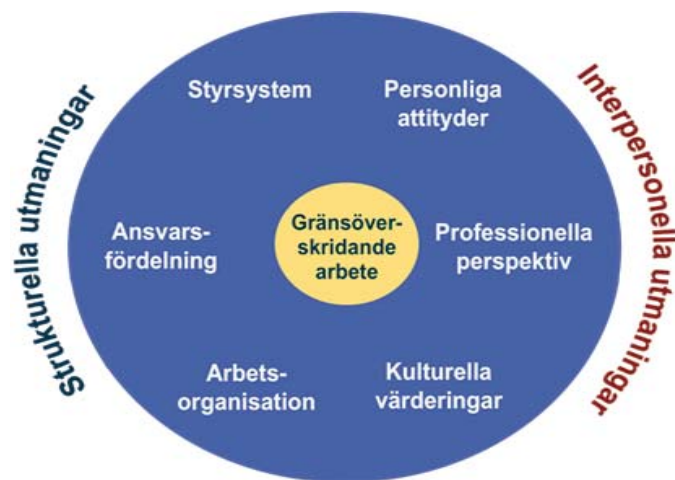 Strukturella utmaningar
Styrsystem
Personliga
attityder
Ansvars-
fördelning
Gränsöver-
skridande
arbete
Professionella
perspektiv
Arbets-
organisation
Kulturella
värderingar
Interpersonella utmaningar